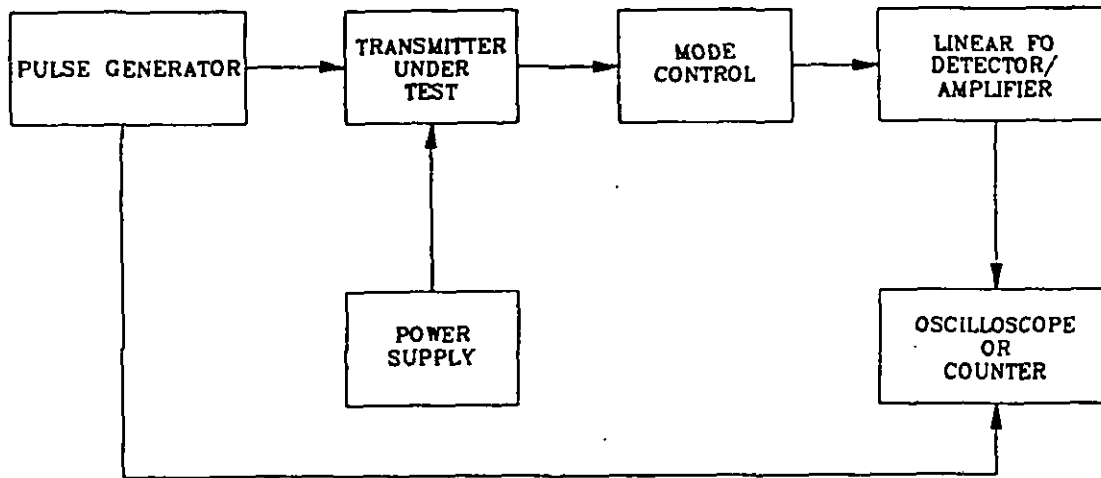 PULSE GENERATOR
TRANSMITTER
UNDER
TEST
MODE
CONTROL
LINEAR FO
DETECTOR/
AMPLIFIER
POWER
SUPPLY
OSCILLOSCOPE
OR
COUNTER